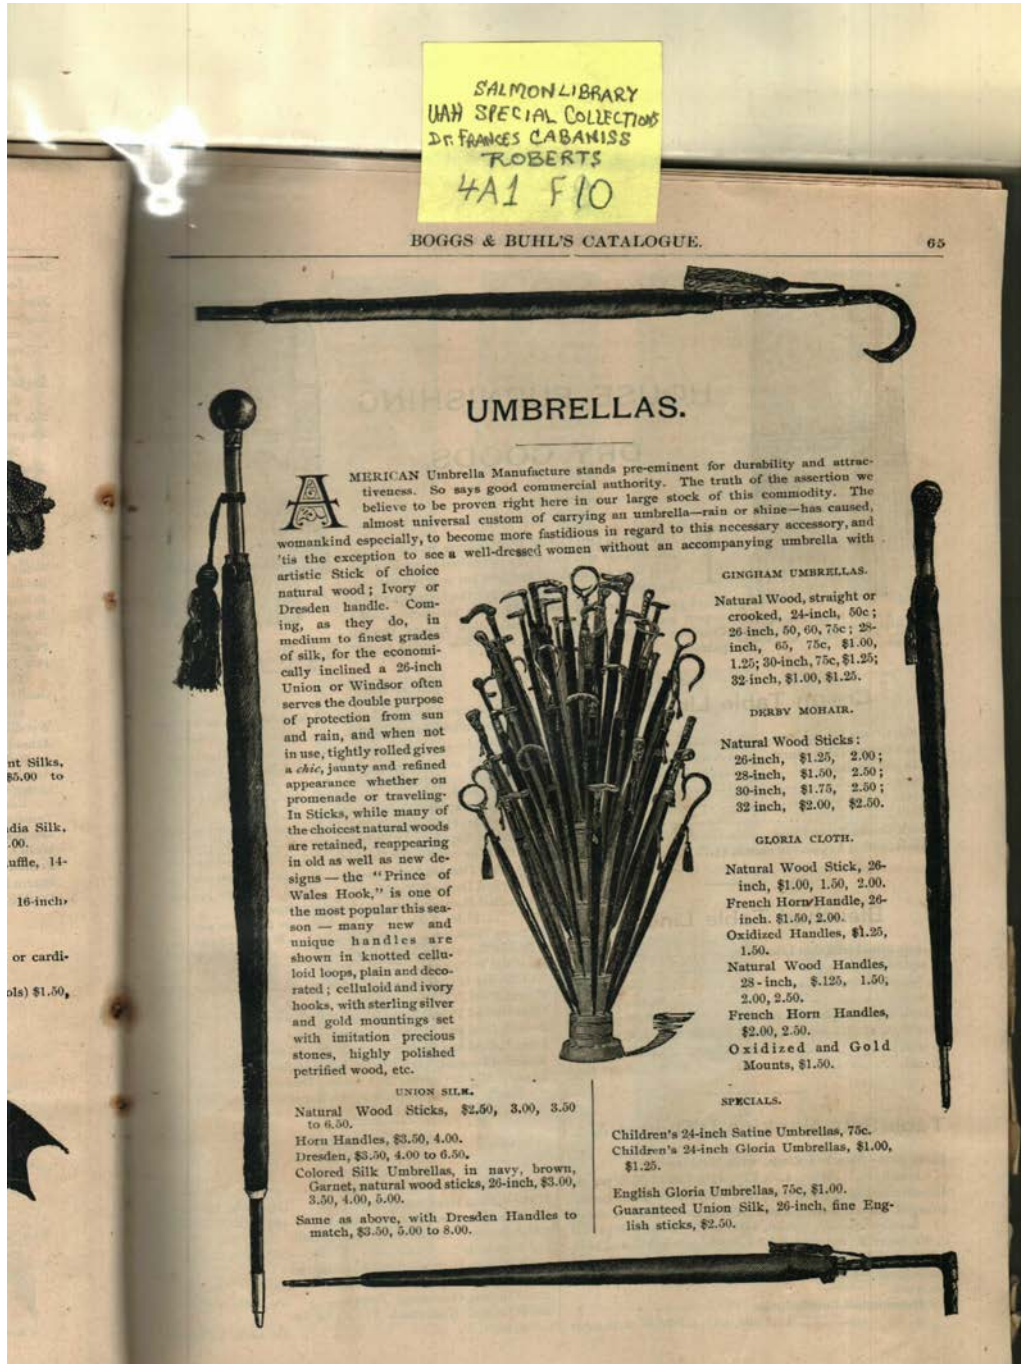 SALMON LIBRARY
UAH SPECIAL COLLECTIONS
Dr. FRANCES CABANISS
ROBERTS
4A1 F10
BOGGS & BUHL'S CATALOGUE. 65
UMBRELLAS.
AMERICAN Umbrella Manufacture stands pre-eminent for durability and attrac-
tiveness. So says good commercial authority. The truth of the assertion we
believe to be proven right here in our large stock of this commodity. The
almost universal custom of carrying an umbrella—rain or shine—has caused,
womankind especially, to become more fastidious in regard to this necessary accessory, and
'tis the exception to see a well-dressed women without an accompanying umbrella with
artistic Stick of choice
natural wood; Ivory or
Dresden handle. Com-
ing, as they do, in
medium to finest grades
of silk, for the economi-
cally inclined a 26-inch
Union or Windsor often
serves the double purpose
of protection from sun
and rain, and when not
in use, tightly rolled gives
a chic, jaunty and refined
appearance whether on
promenade or traveling.
In Sticks, while many of
the choicest natural woods
are retained, reappearing
in old as well as new de-
signs — the "Prince of
Wales Hook," is one of
the most popular this sea-
son — many new and
unique handles are
shown in knotted cellu-
loid loops, plain and deco-
rated; celluloid and ivory
hooks, with sterling silver
and gold mountings set
with imitation precious
stones, highly polished
petrified wood, etc.
UNION SILK.
Natural Wood Sticks, $2.50, 3.00, 3.50
to 6.50.
Horn Handles, $3.50, 4.00.
Dresden, $3.50, 4.00 to 6.50.
Colored Silk Umbrellas, in navy, brown,
Garnet, natural wood sticks, 26-inch, $3.00,
3.50, 4.00, 5.00.
Same as above, with Dresden Handles to
match, $3.50, 5.00 to 8.00.
GINGHAM UMBRELLAS.
Natural Wood, straight or
crooked, 24-inch, 50c;
26-inch, 50, 60, 75c; 28-
inch, 65, 75c, $1.00,
1.25; 30-inch, 75c, $1.25;
32-inch, $1.00, $1.25.
DERBY MOHAIR.
Natural Wood Sticks:
26-inch, $1.25, 2.00;
28-inch, $1.50, 2.50;
30-inch, $1.75, 2.50;
32 inch, $2.00, $2.50.
GLORIA CLOTH.
Natural Wood Stick, 26-
inch, $1.00, 1.50, 2.00.
French Horn Handle, 26-
inch. $1.50, 2.00.
Oxidized Handles, $1.25,
1.50.
Natural Wood Handles,
28-inch, $.125, 1.50,
2.00, 2.50.
French Horn Handles,
$2.00, 2.50.
Oxidized and Gold
Mounts, $1.50.
SPECIALS.
Children's 24-inch Satine Umbrellas, 75c.
Children's 24-inch Gloria Umbrellas, $1.00,
$1.25.
English Gloria Umbrellas, 75c, $1.00.
Guaranteed Union Silk, 26-inch, fine Eng-
lish sticks, $2.50.
nt Silks,
$5.00 to
dia Silk,
.00.
uffle, 14-
16-inch,
or cardi-
ols) $1.50,